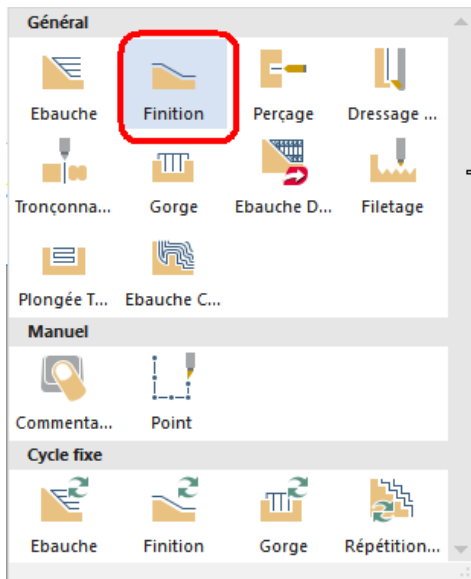 Général
Ebauche Finition Perçage Dressage ...
Tronçonna... Gorge Ebauche D... Filetage
Plongée T... Ebauche C...
Manuel
Commenta... Point
Cycle fixe
Ebauche Finition Gorge Répétition...